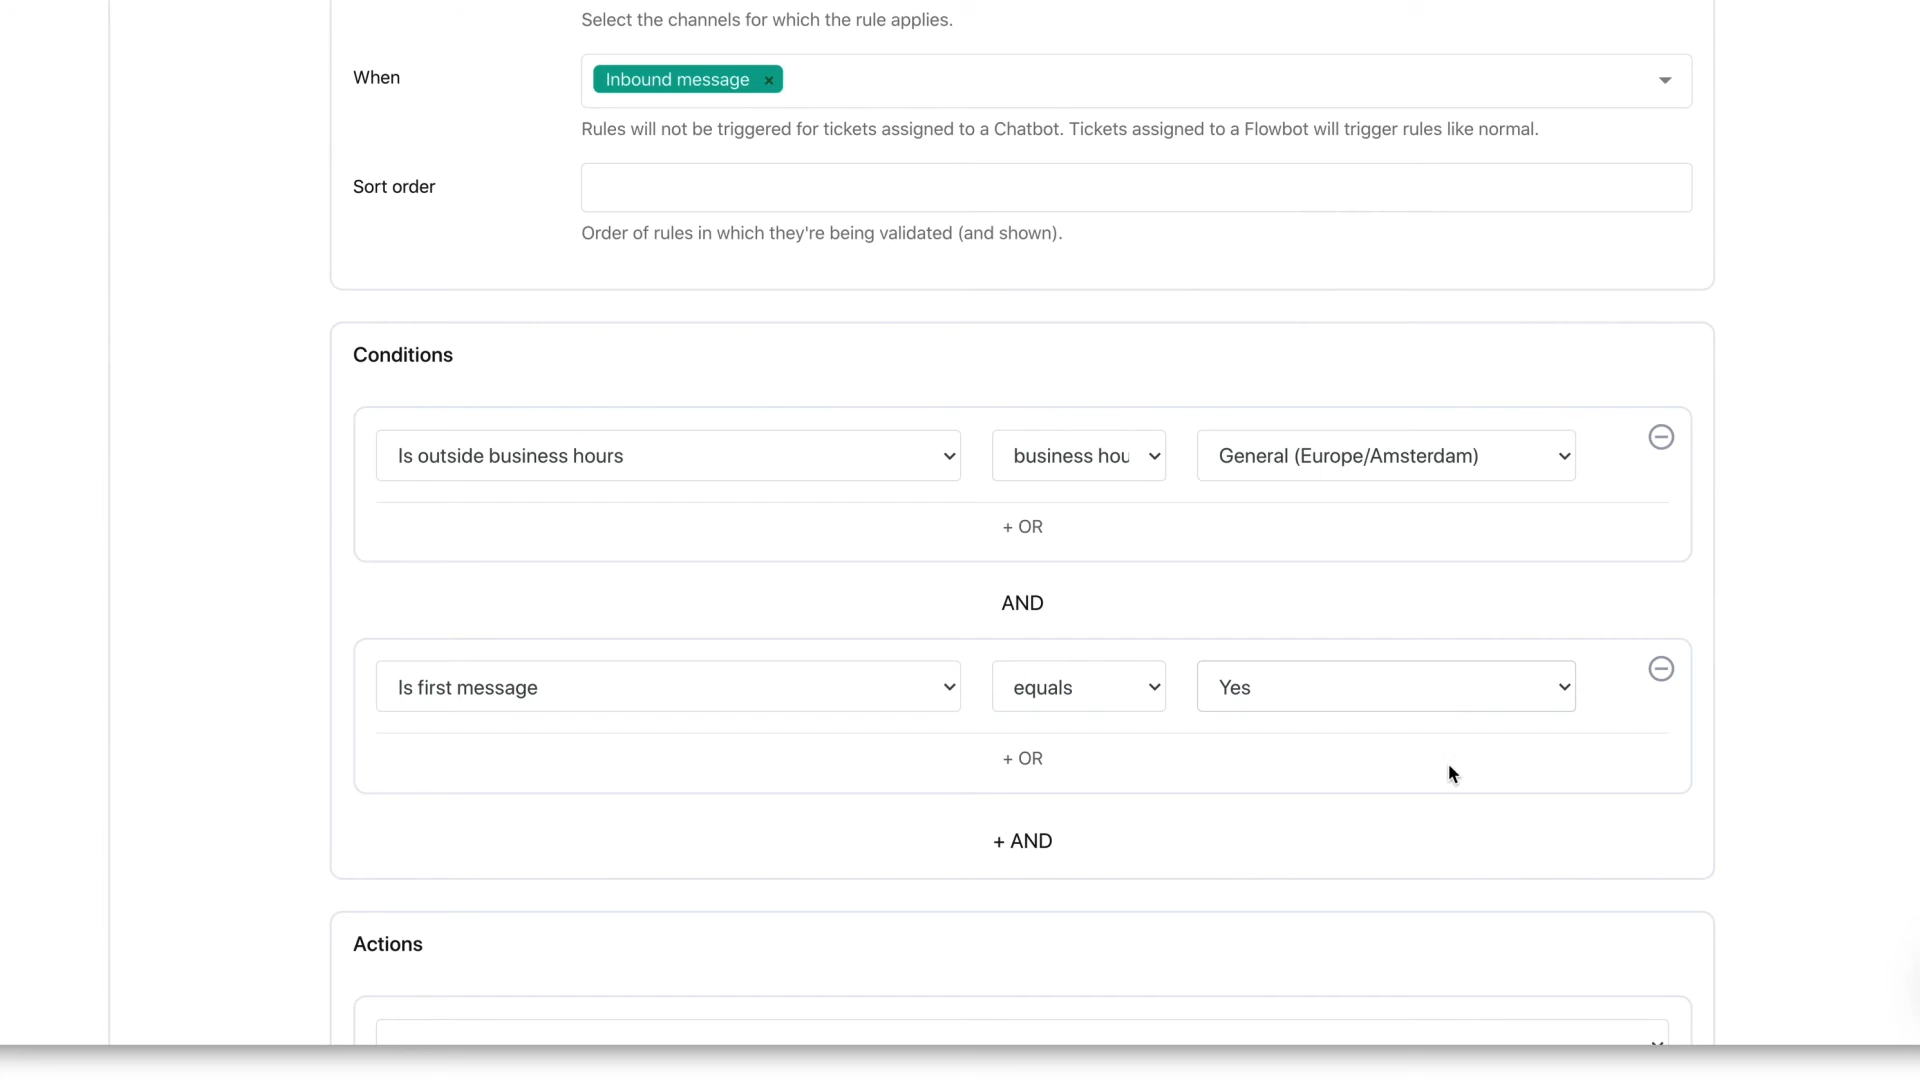 Select the channels for which the rule applies.
When
Inbound message ×
Rules will not be triggered for tickets assigned to a Chatbot. Tickets assigned to a Flowbot will trigger rules like normal.
Sort order
Order of rules in which they're being validated (and shown).
Conditions
Is outside business hours business hou General (Europe/Amsterdam)
+ OR
AND
Is first message equals Yes
+ OR
+ AND
Actions